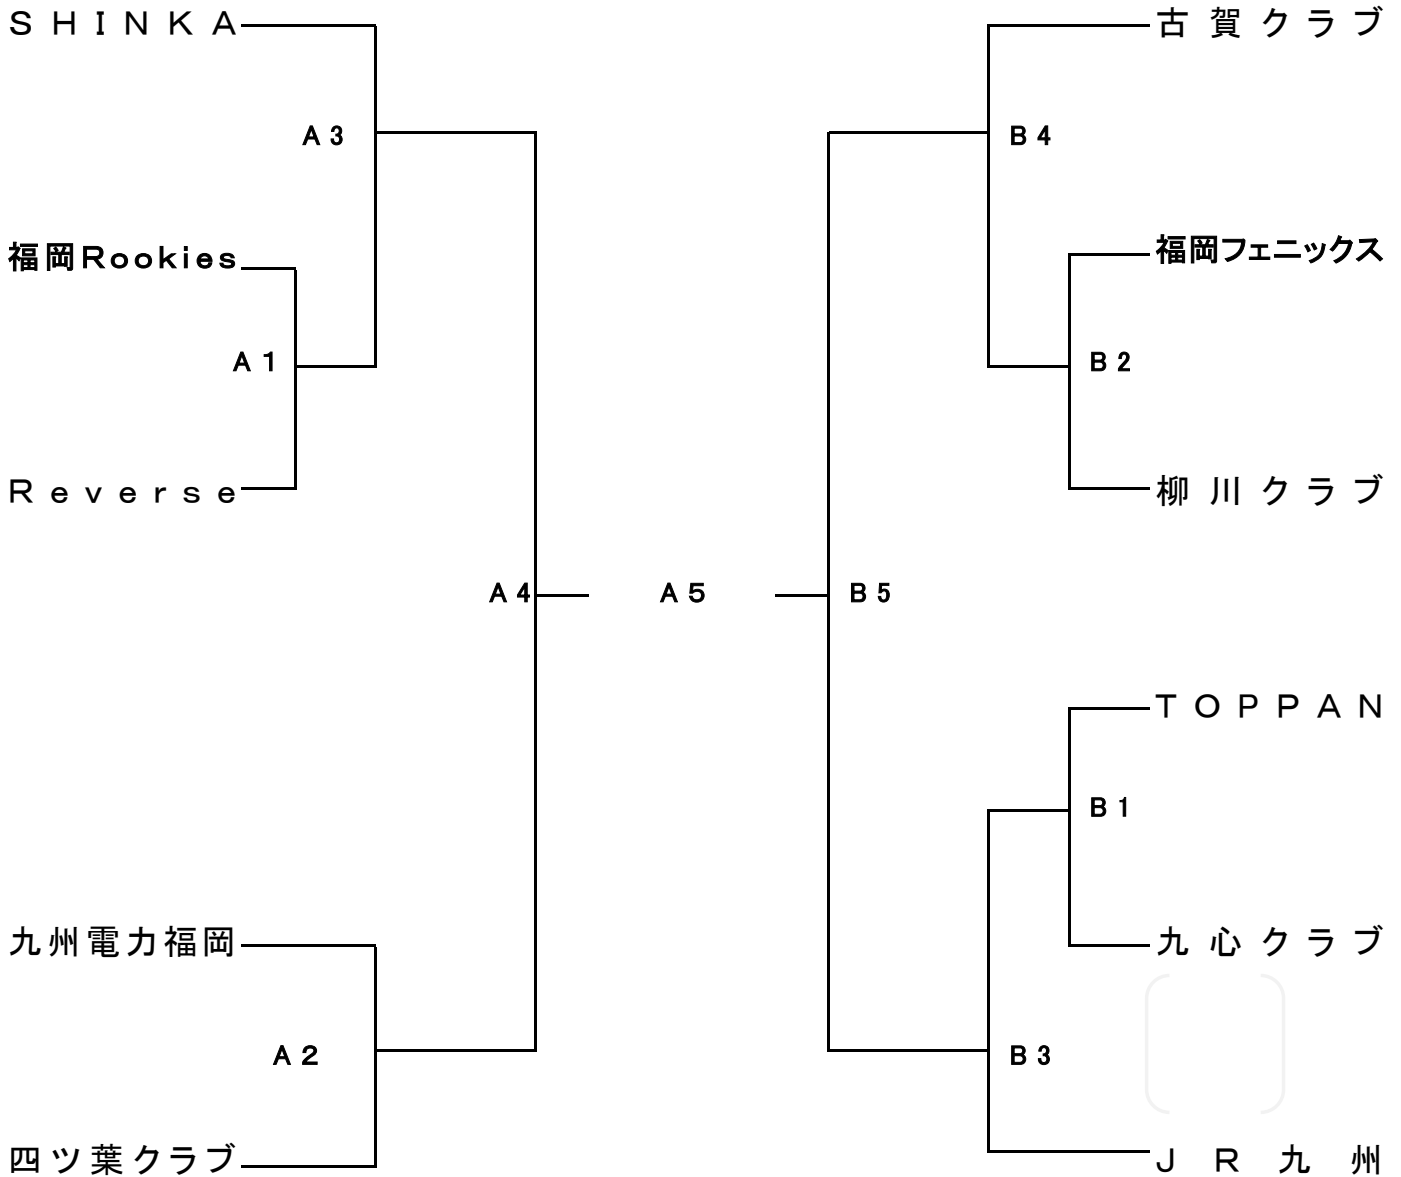 ＳＨＩＮＫＡ
古賀クラブ
Ａ３
Ｂ４
福岡Ｒｏｏｋｉｅｓ
福岡フェニックス
Ａ１
Ｂ２
Ｒｅｖｅｒｓｅ
柳川クラブ
Ａ４
Ａ５
Ｂ５
ＴＯＰＰＡＮ
Ｂ１
九州電力福岡
九心クラブ
Ａ２
Ｂ３
四ツ葉クラブ
ＪＲ九州